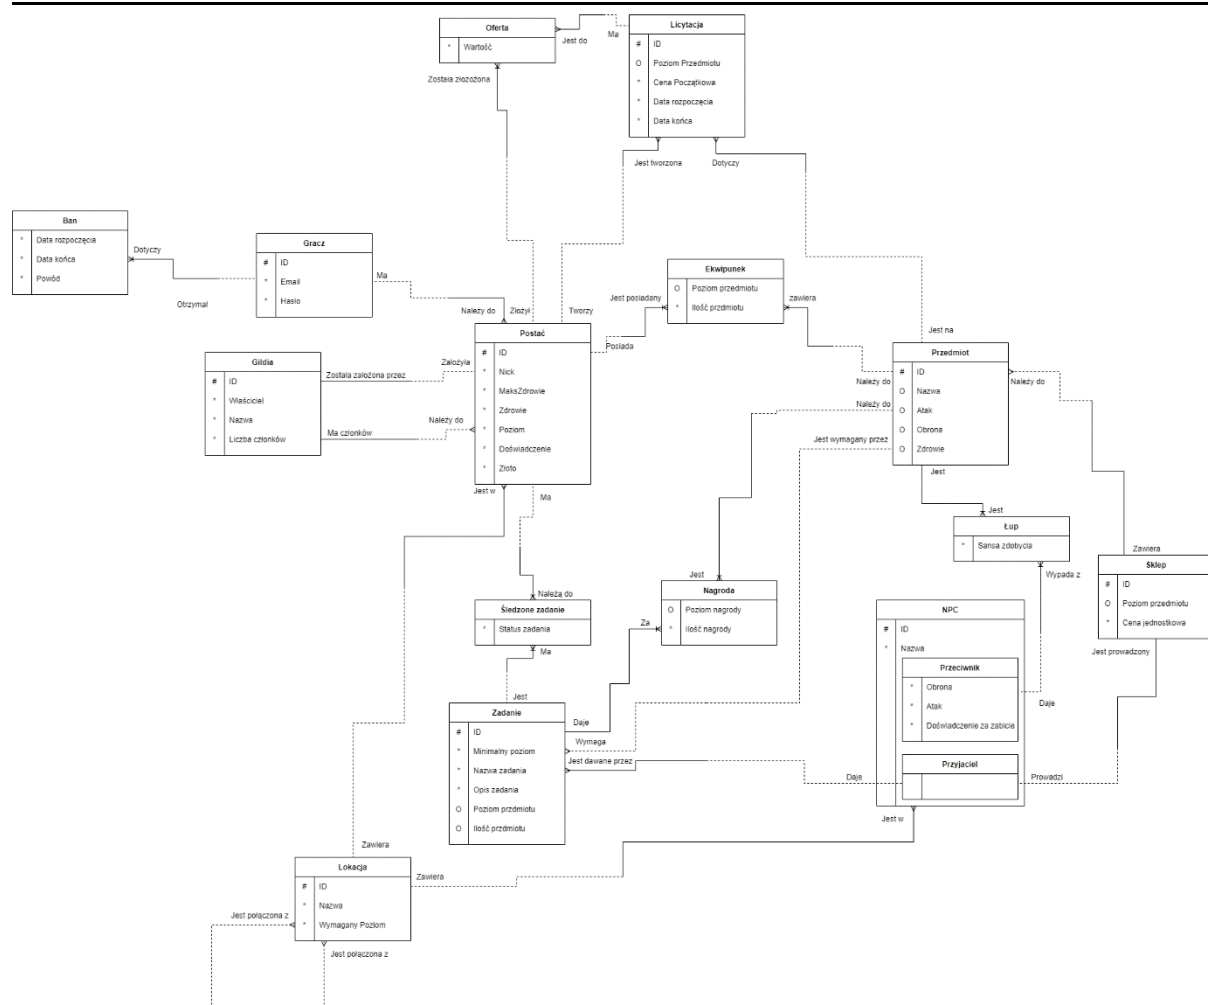 Oferta
* Wartość
Jest do
Ma
Licytacja
# ID
O Poziom Przedmiotu
* Cena Początkowa
* Data rozpoczęcia
* Data końca
Została złozożona
Jest tworzona
Dotyczy
Ban
* Data rozpoczęcia
* Data końca
* Powód
Dotyczy
Otrzymał
Gracz
# ID
* Email
* Hasło
Ma
Należy do
Złożył
Tworzy
Ekwipunek
O Poziom przedmiotu
* Ilość przdmiotu
Jest posiadany
zawiera
Posiada
Jest na
Postać
# ID
* Nick
* MaksZdrowie
* Zdrowie
* Poziom
* Doświadczenie
* Złoto
Gildia
# ID
* Właściciel
* Nazwa
* Liczba członków
Założyła
Została założona przez
Należy do
Ma członków
Przedmiot
# ID
O Nazwa
O Atak
O Obrona
O Zdrowie
Należy do
Należy do
Należy do
Jest wymagany przez
Jest
Jest w
Ma
Jest
Łup
* Sansa zdobycia
Wypada z
Zawiera
Sklep
# ID
O Poziom przedmiotu
* Cena jednostkowa
Jest prowadzony
Jest
Nagroda
O Poziom nagrody
* Ilość nagrody
Za
Należą do
Śledzone zadanie
* Status zadania
Ma
Jest
NPC
# ID
* Nazwa
Przeciwnik
* Obrona
* Atak
* Doświadczenie za zabicie
Daje
Przyjaciel
Prowadzi
Daje
Jest w
Zadanie
# ID
* Minimalny poziom
* Nazwa zadania
* Opis zadania
O Poziom przdmiotu
O Ilość przdmiotu
Daje
Wymaga
Jest dawane przez
Zawiera
Zawiera
Lokacja
# ID
* Nazwa
* Wymagany Poziom
Jest połączona z
Jest połączona z